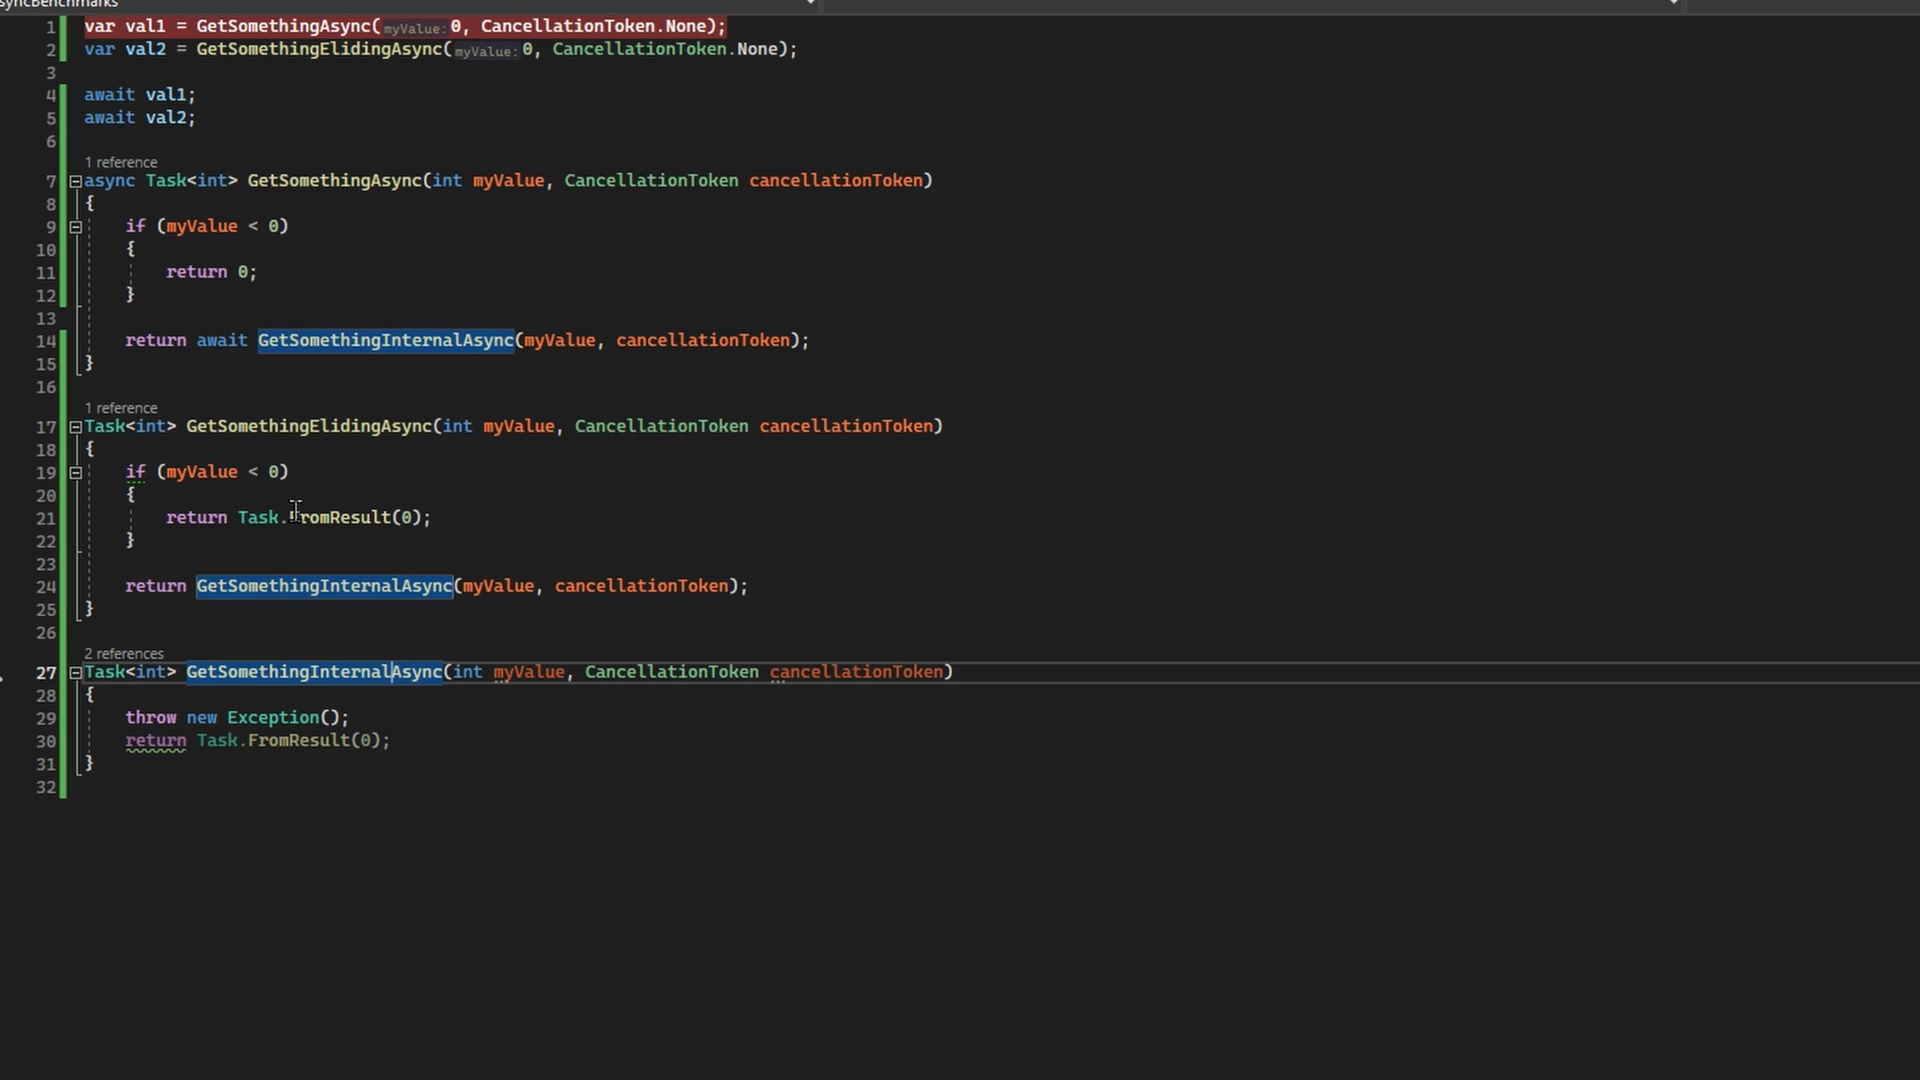 syncBenchmarks
1 var val1 = GetSomethingAsync(myValue:0, CancellationToken.None);
2 var val2 = GetSomethingElidingAsync(myValue:0, CancellationToken.None);
3
4 await val1;
5 await val2;
6
1 reference
7 async Task<int> GetSomethingAsync(int myValue, CancellationToken cancellationToken)
8 {
9 if (myValue < 0)
10 {
11 return 0;
12 }
13
14 return await GetSomethingInternalAsync(myValue, cancellationToken);
15 }
16
1 reference
17 Task<int> GetSomethingElidingAsync(int myValue, CancellationToken cancellationToken)
18 {
19 if (myValue < 0)
20 {
21 return Task.FromResult(0);
22 }
23
24 return GetSomethingInternalAsync(myValue, cancellationToken);
25 }
26
2 references
27 Task<int> GetSomethingInternalAsync(int myValue, CancellationToken cancellationToken)
28 {
29 throw new Exception();
30 return Task.FromResult(0);
31 }
32